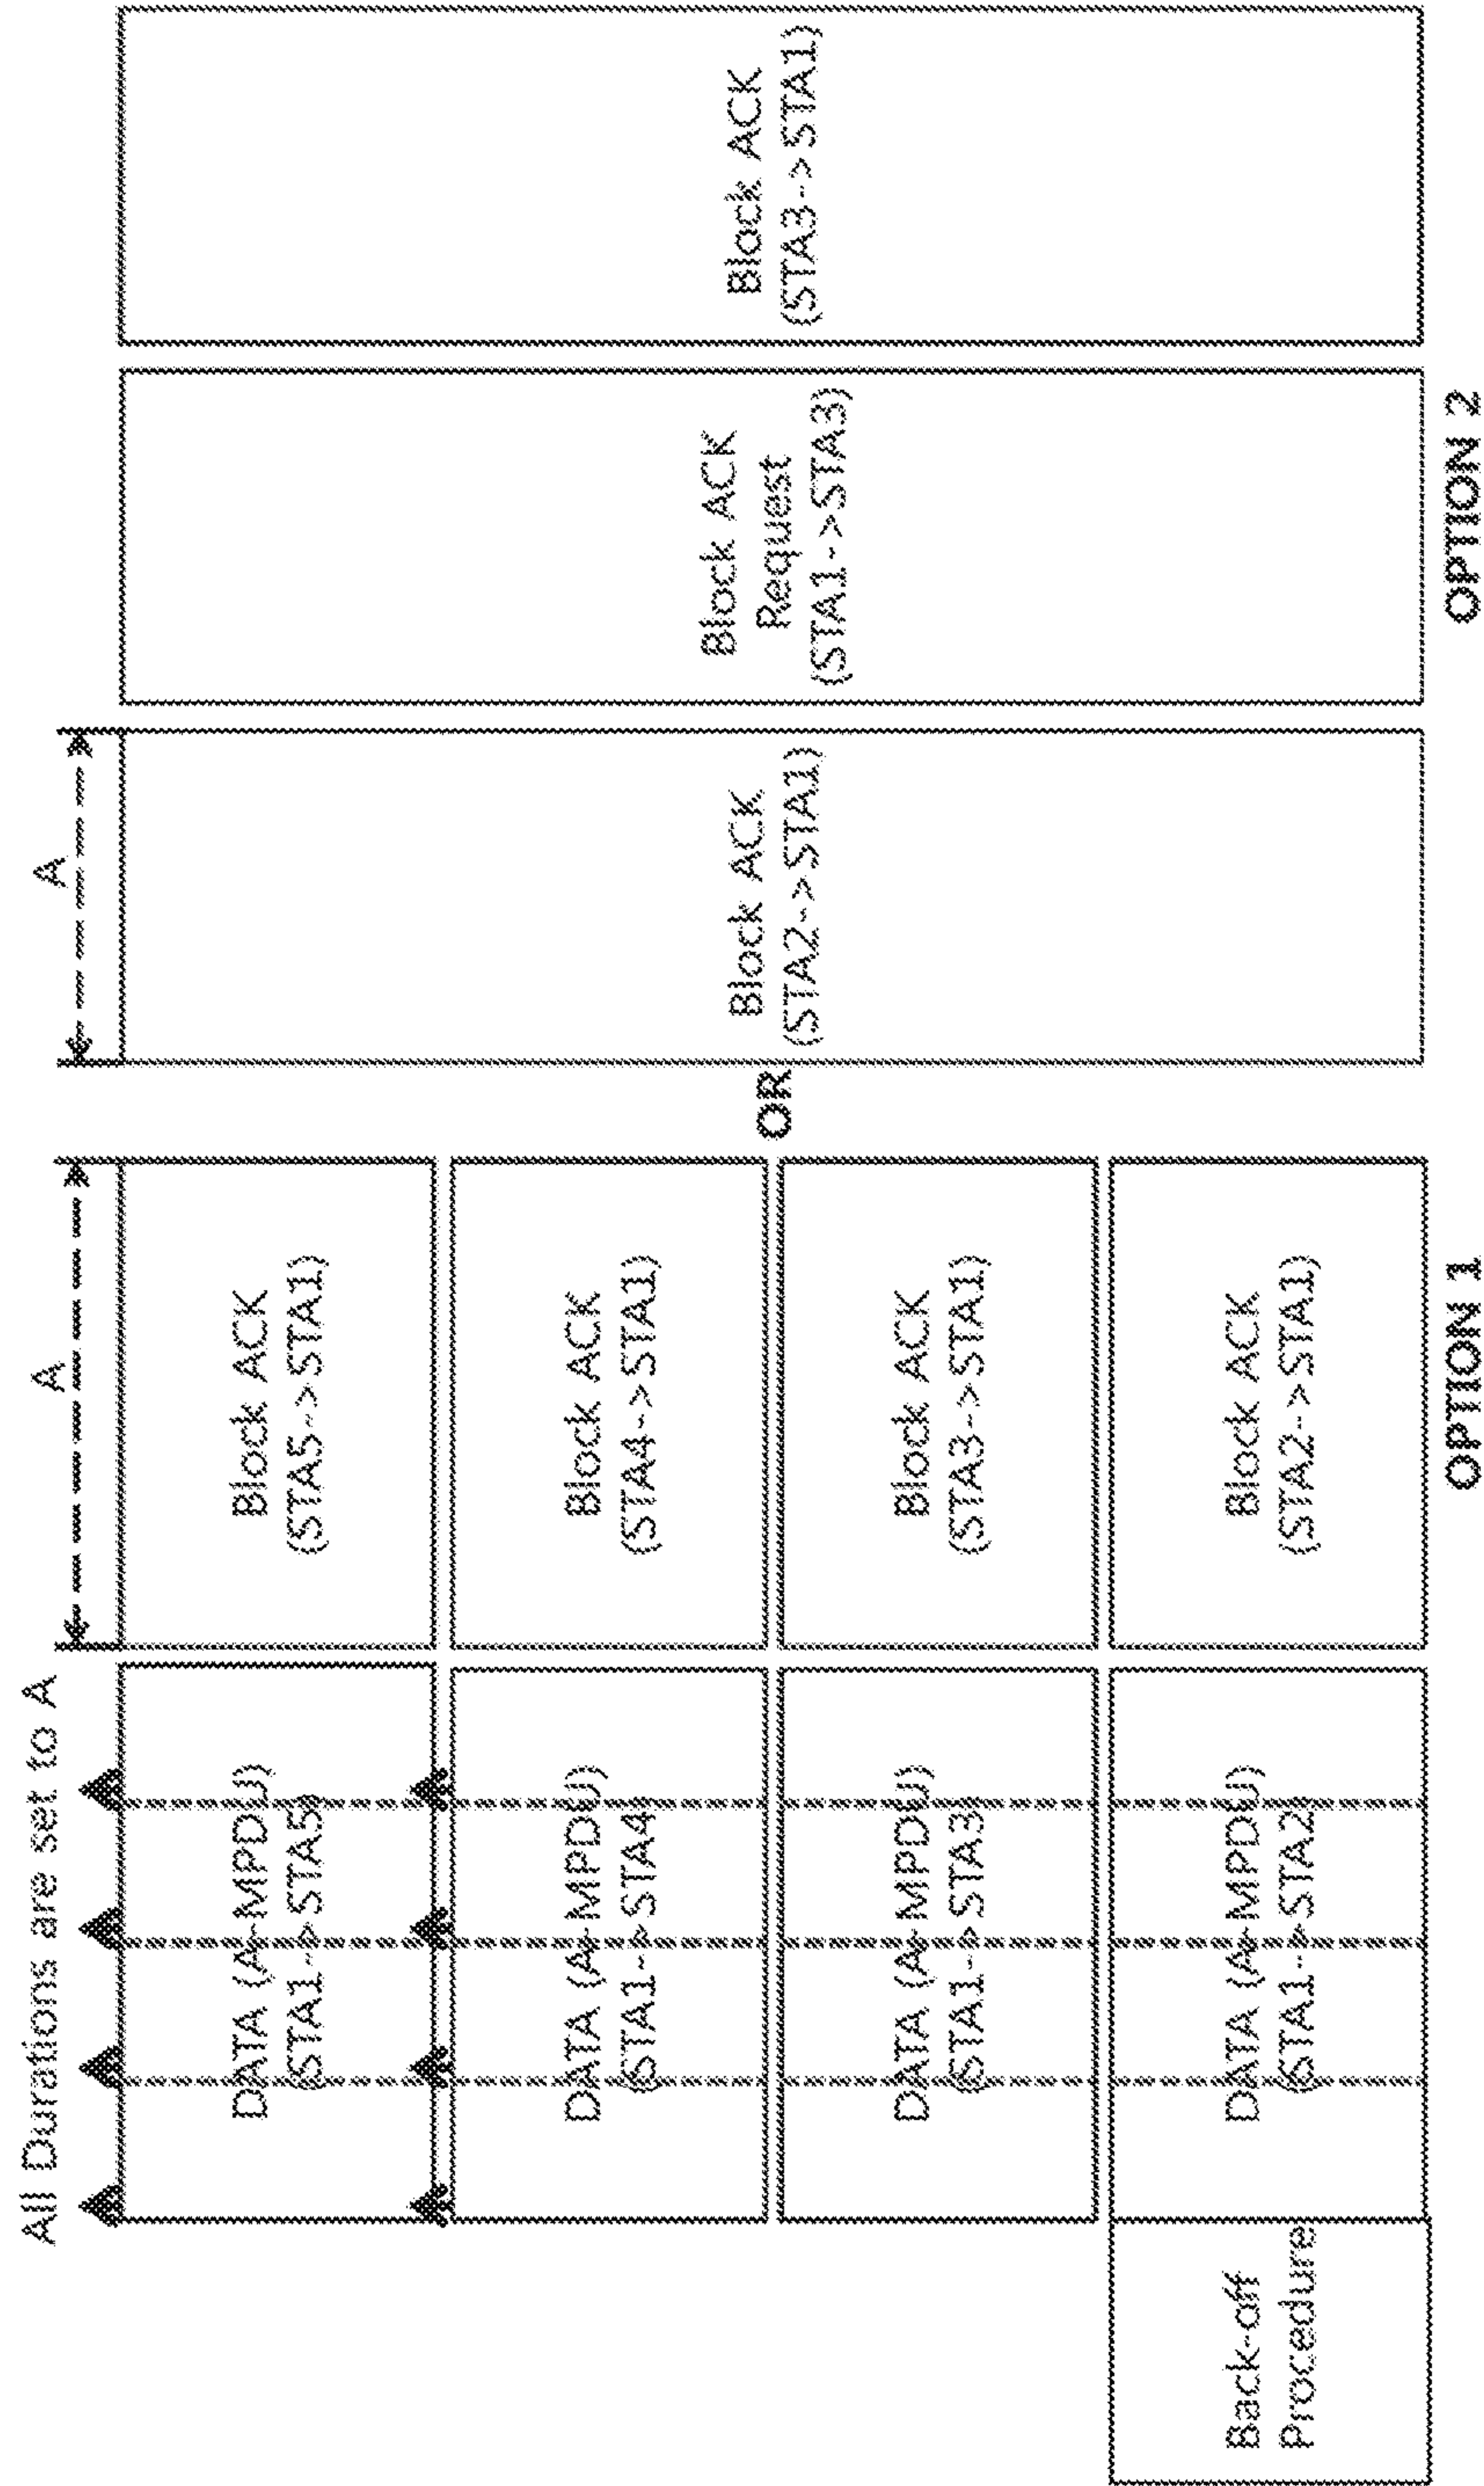 All Durations are set to A
A
A
DATA (A-MPDU)
(STA1->STA5)
Block ACK
(STA5->STA1)
DATA (A-MPDU)
(STA1->STA4)
Block ACK
(STA4->STA1)
DATA (A-MPDU)
(STA1->STA3)
Block ACK
(STA3->STA1)
Back-off
Procedure
DATA (A-MPDU)
(STA1->STA2)
Block ACK
(STA2->STA1)
OPTION 1
OR
Block ACK
(STA2->STA1)
Block ACK
Request
(STA1->STA3)
Block ACK
(STA3->STA1)
OPTION 2